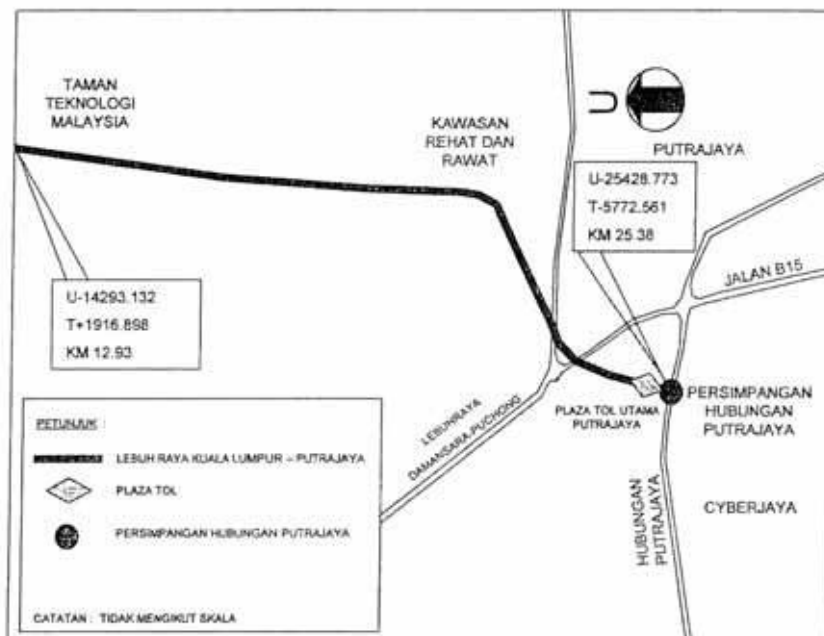 TAMAN
TEKNOLOGI
MALAYSIA
KAWASAN
REHAT DAN
RAWAT
U
PUTRAJAYA
U-25428.773
T-5772.561
KM 25.38
JALAN B15
U-14293.132
T+1916.898
KM 12.93
LEBUHRAYA
DAMANSARA-PUCHONG
PLAZA TOL UTAMA
PUTRAJAYA
PERSIMPANGAN
HUBUNGAN
PUTRAJAYA
HUBUNGAN
PUTRAJAYA
CYBERJAYA
PETUNJUK :
LEBUH RAYA KUALA LUMPUR – PUTRAJAYA
PLAZA TOL
PERSIMPANGAN HUBUNGAN PUTRAJAYA
CATATAN : TIDAK MENGIKUT SKALA